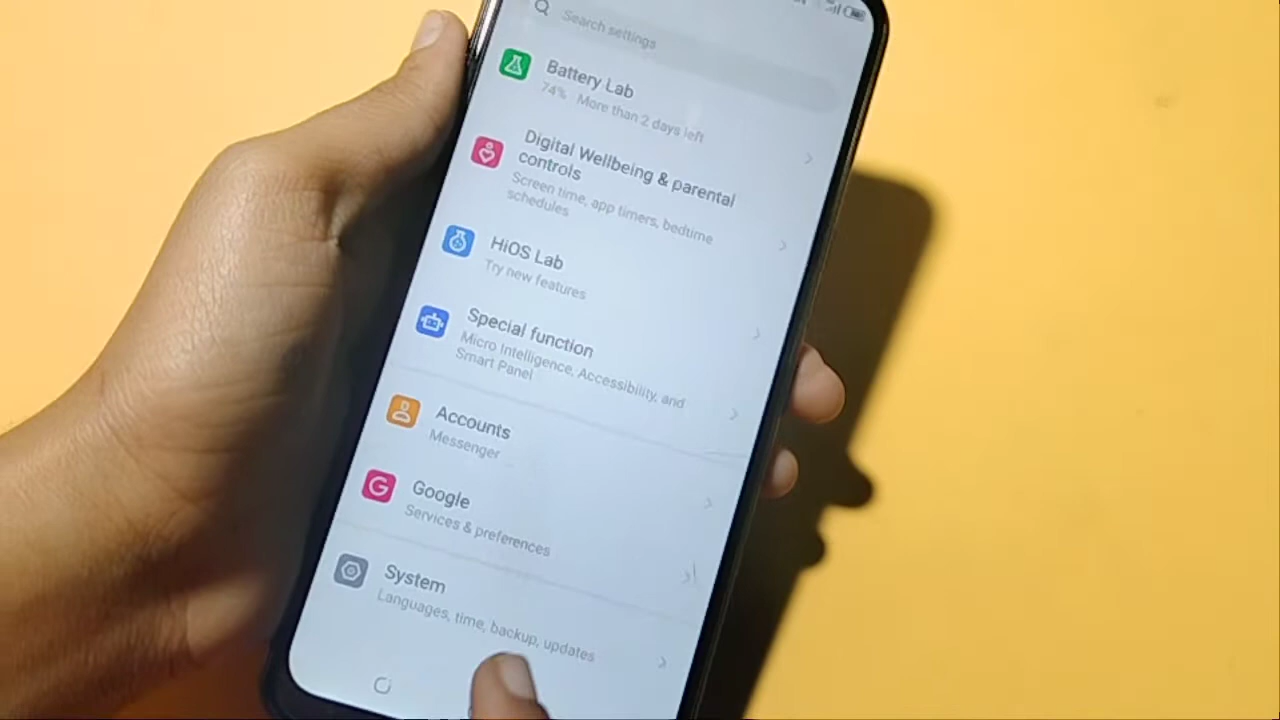 Search settings
Battery Lab
74% · More than 2 days left
Digital Wellbeing & parental
controls
Screen time, app timers, bedtime
schedules
HiOS Lab
Try new features
Special function
Micro Intelligence, Accessibility, and
Smart Panel
Accounts
Messenger
Google
Services & preferences
System
Languages, time, backup, updates